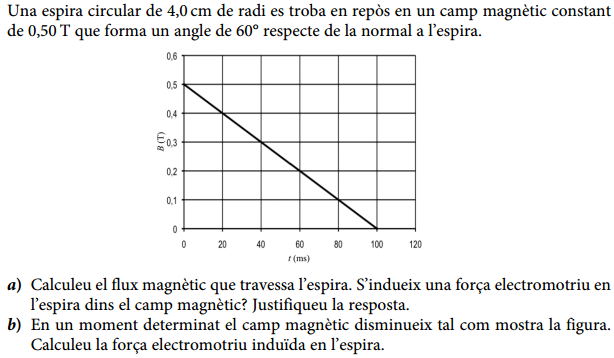 Una espira circular de 4,0 cm de radi es troba en repòs en un camp magnètic constant
de 0,50 T que forma un angle de 60° respecte de la normal a l’espira.
0,6
0,5
0,4
0,3
0,2
0,1
0
B (T)
0 20 40 60 80 100 120
t (ms)
a) Calculeu el flux magnètic que travessa l’espira. S’indueix una força electromotriu en
l’espira dins el camp magnètic? Justifiqueu la resposta.
b) En un moment determinat el camp magnètic disminueix tal com mostra la figura.
Calculeu la força electromotriu induïda en l’espira.